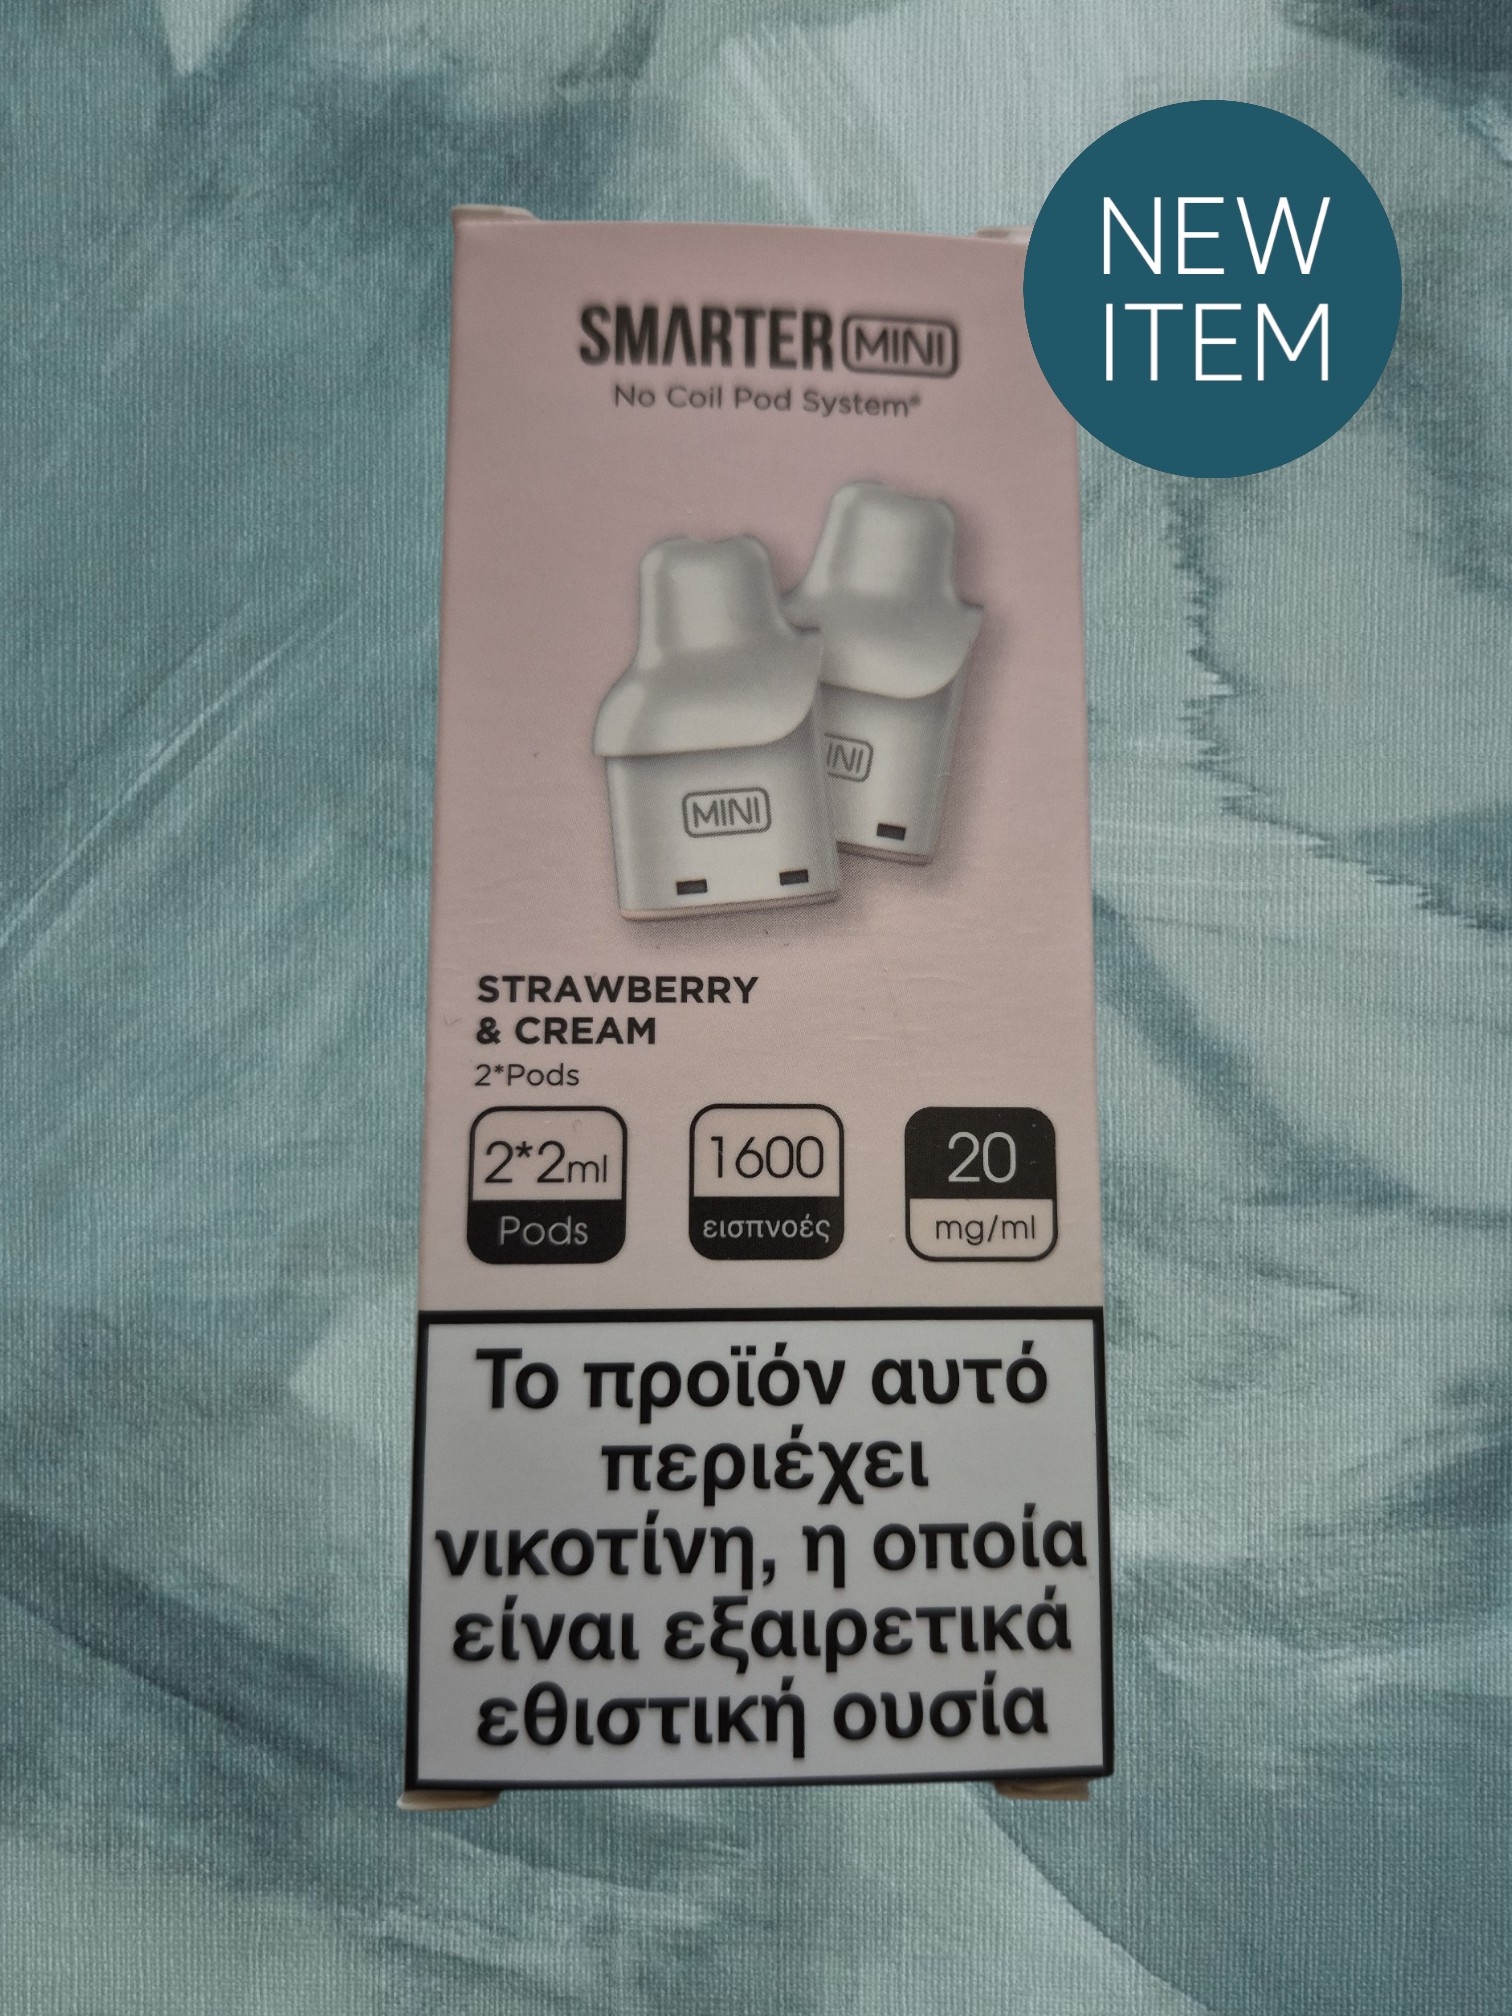 NEW
ITEM
SMARTER MINI
No Coil Pod System®
MINI
INI
STRAWBERRY
& CREAM
2*Pods
2*2ml
Pods
1600
εισπνοές
20
mg/ml
Το προϊόν αυτό
περιέχει
νικοτίνη, η οποία
είναι εξαιρετικά
εθιστική ουσία